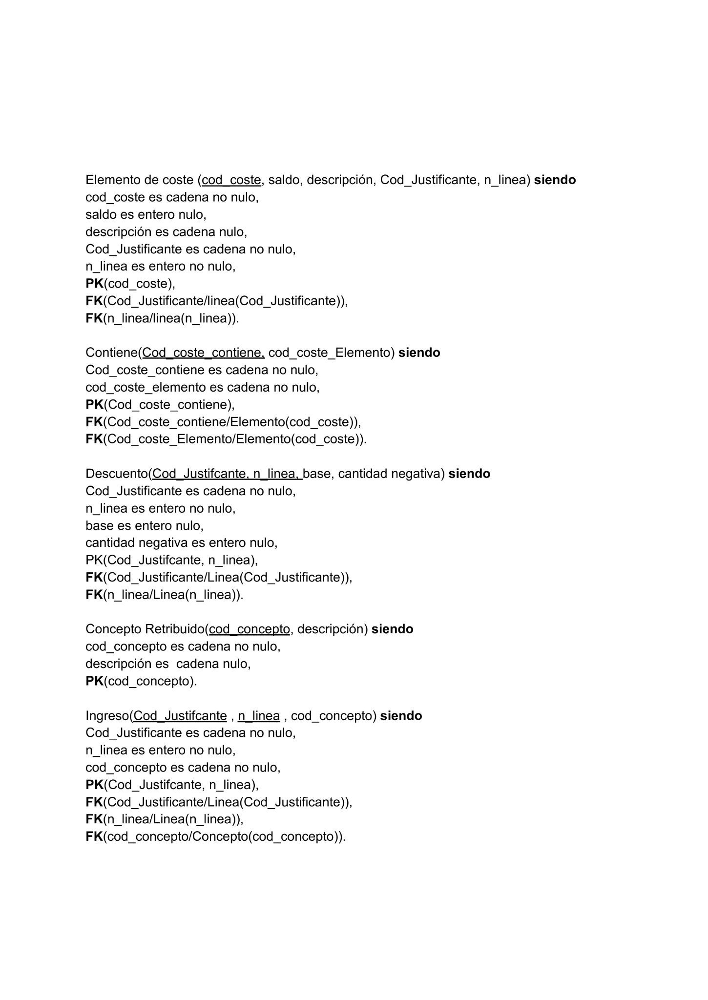 Elemento de coste (cod_coste, saldo, descripción, Cod_Justificante, n_linea) siendo
cod_coste es cadena no nulo,
saldo es entero nulo,
descripción es cadena nulo,
Cod_Justificante es cadena no nulo,
n_linea es entero no nulo,
PK(cod_coste),
FK(Cod_Justificante/linea(Cod_Justificante)),
FK(n_linea/linea(n_linea)).
Contiene(Cod_coste_contiene, cod_coste_Elemento) siendo
Cod_coste_contiene es cadena no nulo,
cod_coste_elemento es cadena no nulo,
PK(Cod_coste_contiene),
FK(Cod_coste_contiene/Elemento(cod_coste)),
FK(Cod_coste_Elemento/Elemento(cod_coste)).
Descuento(Cod_Justifcante, n_linea, base, cantidad negativa) siendo
Cod_Justificante es cadena no nulo,
n_linea es entero no nulo,
base es entero nulo,
cantidad negativa es entero nulo,
PK(Cod_Justifcante, n_linea),
FK(Cod_Justificante/Linea(Cod_Justificante)),
FK(n_linea/Linea(n_linea)).
Concepto Retribuido(cod_concepto, descripción) siendo
cod_concepto es cadena no nulo,
descripción es  cadena nulo,
PK(cod_concepto).
Ingreso(Cod_Justifcante , n_linea , cod_concepto) siendo
Cod_Justificante es cadena no nulo,
n_linea es entero no nulo,
cod_concepto es cadena no nulo,
PK(Cod_Justifcante, n_linea),
FK(Cod_Justificante/Linea(Cod_Justificante)),
FK(n_linea/Linea(n_linea)),
FK(cod_concepto/Concepto(cod_concepto)).